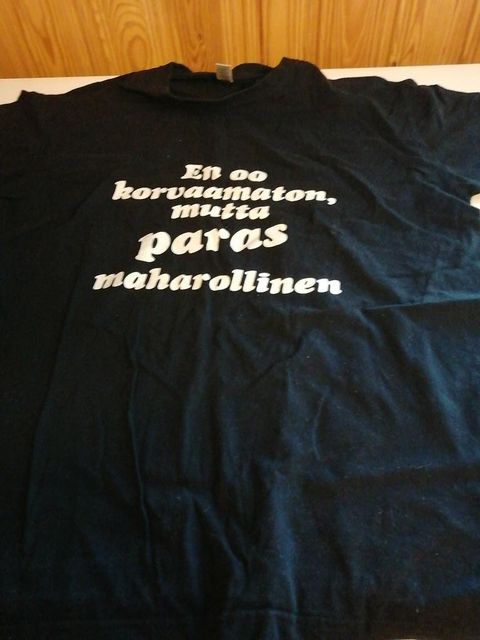 En oo
korvaamaton,
mutta
paras
maharollinen